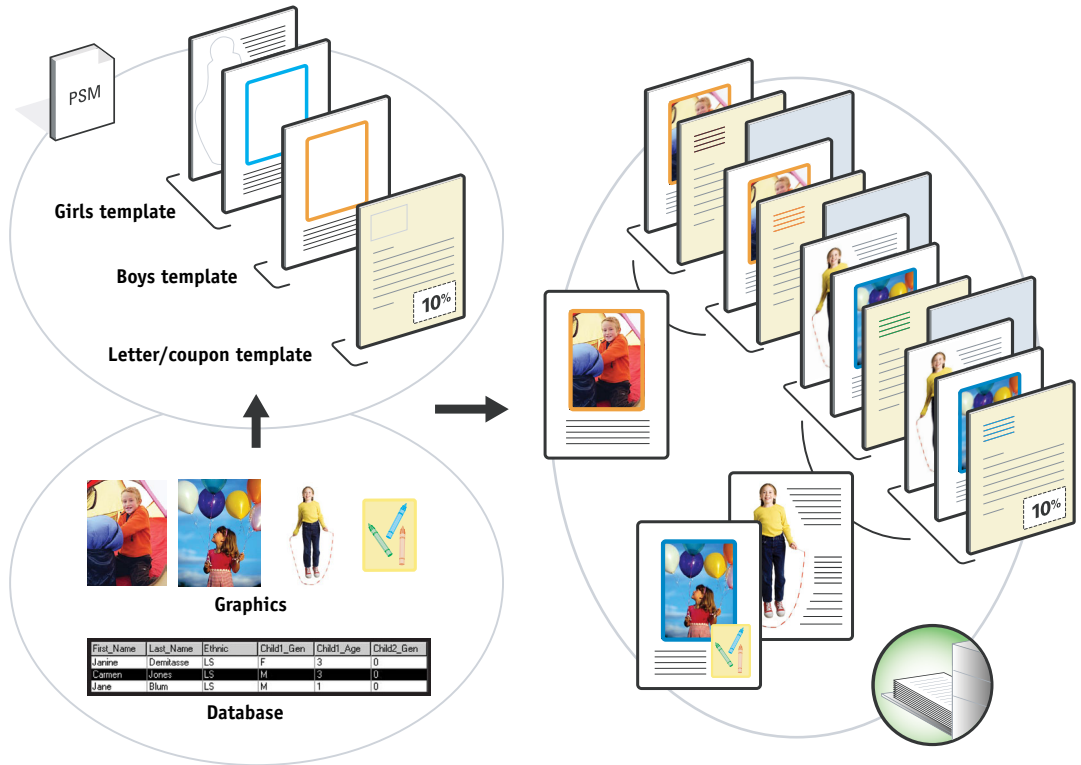 PSM
Girls template
Boys template
10%
Letter/coupon template
Graphics
First_Name Last_Name Ethnic Child1_Gen Child1_Age Child2_Gen
Janine Demitasse LS F 3 0
Carmen Jones LS M 3 0
Jane Blum LS M 1 0
Database
10%